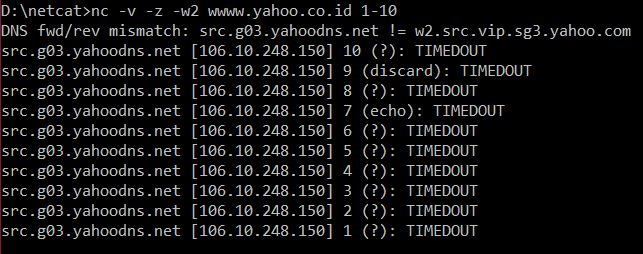 D:\netcat>nc -v -z -w2 wwww.yahoo.co.id 1-10
DNS fwd/rev mismatch: src.g03.yahoodns.net != w2.src.vip.sg3.yahoo.com
src.g03.yahoodns.net [106.10.248.150] 10 (?): TIMEDOUT
src.g03.yahoodns.net [106.10.248.150] 9 (discard): TIMEDOUT
src.g03.yahoodns.net [106.10.248.150] 8 (?): TIMEDOUT
src.g03.yahoodns.net [106.10.248.150] 7 (echo): TIMEDOUT
src.g03.yahoodns.net [106.10.248.150] 6 (?): TIMEDOUT
src.g03.yahoodns.net [106.10.248.150] 5 (?): TIMEDOUT
src.g03.yahoodns.net [106.10.248.150] 4 (?): TIMEDOUT
src.g03.yahoodns.net [106.10.248.150] 3 (?): TIMEDOUT
src.g03.yahoodns.net [106.10.248.150] 2 (?): TIMEDOUT
src.g03.yahoodns.net [106.10.248.150] 1 (?): TIMEDOUT